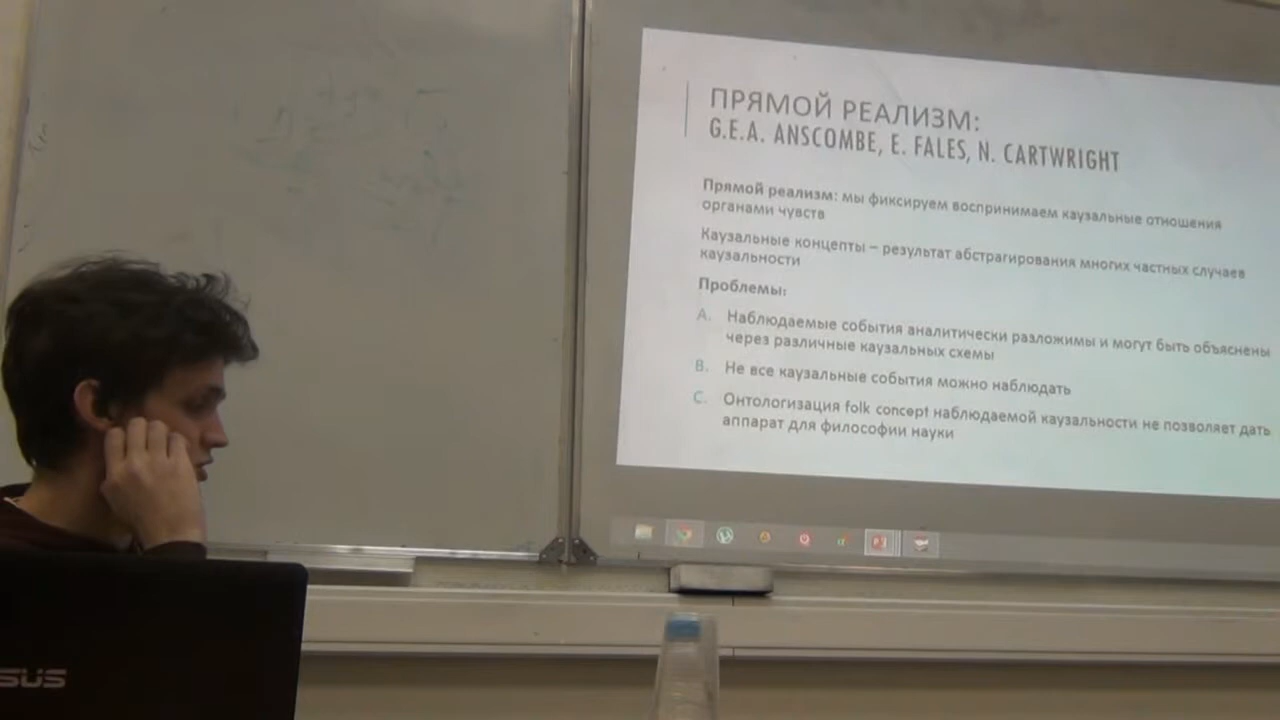 ПРЯМОЙ РЕАЛИЗМ:
G.E.A. ANSCOMBE, E. FALES, N. CARTWRIGHT
Прямой реализм: мы фиксируем воспринимаем каузальные отношения
органами чувств
Каузальные концепты – результат абстрагирования многих частных случаев
каузальности
Проблемы:
A. Наблюдаемые события аналитически разложимы и могут быть объяснены
через различные каузальные схемы
B. Не все каузальные события можно наблюдать
C. Онтологизация folk concept наблюдаемой каузальности не позволяет дать
аппарат для философии науки
SUS